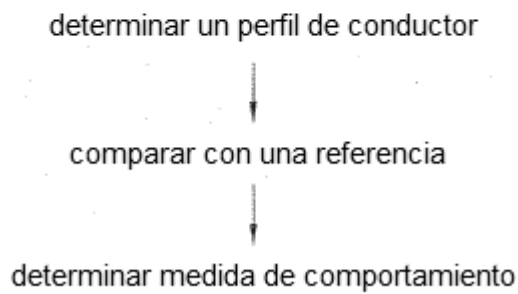 determinar un perfil de conductor
comparar con una referencia
determinar medida de comportamiento